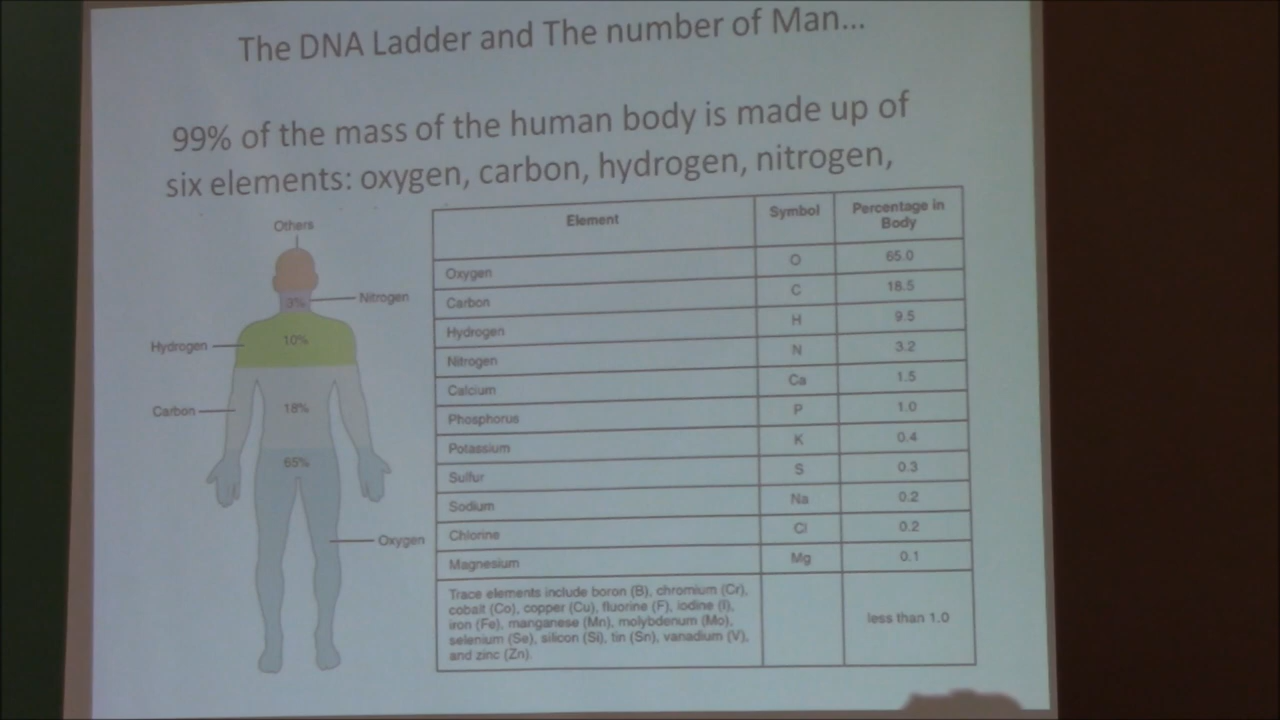 The DNA Ladder and The number of Man...
99% of the mass of the human body is made up of
six elements: oxygen, carbon, hydrogen, nitrogen,
Others
3%
Nitrogen
Hydrogen
10%
Carbon
18%
65%
Oxygen
Element Symbol Percentage in
Body
Oxygen O 65.0
Carbon C 18.5
Hydrogen H 9.5
Nitrogen N 3.2
Calcium Ca 1.5
Phosphorus P 1.0
Potassium K 0.4
Sulfur S 0.3
Sodium Na 0.2
Chlorine Cl 0.2
Magnesium Mg 0.1
Trace elements include boron (B), chromium (Cr),
cobalt (Co), copper (Cu), fluorine (F), iodine (I),
iron (Fe), manganese (Mn), molybdenum (Mo),
selenium (Se), silicon (Si), tin (Sn), vanadium (V),
and zinc (Zn).
less than 1.0